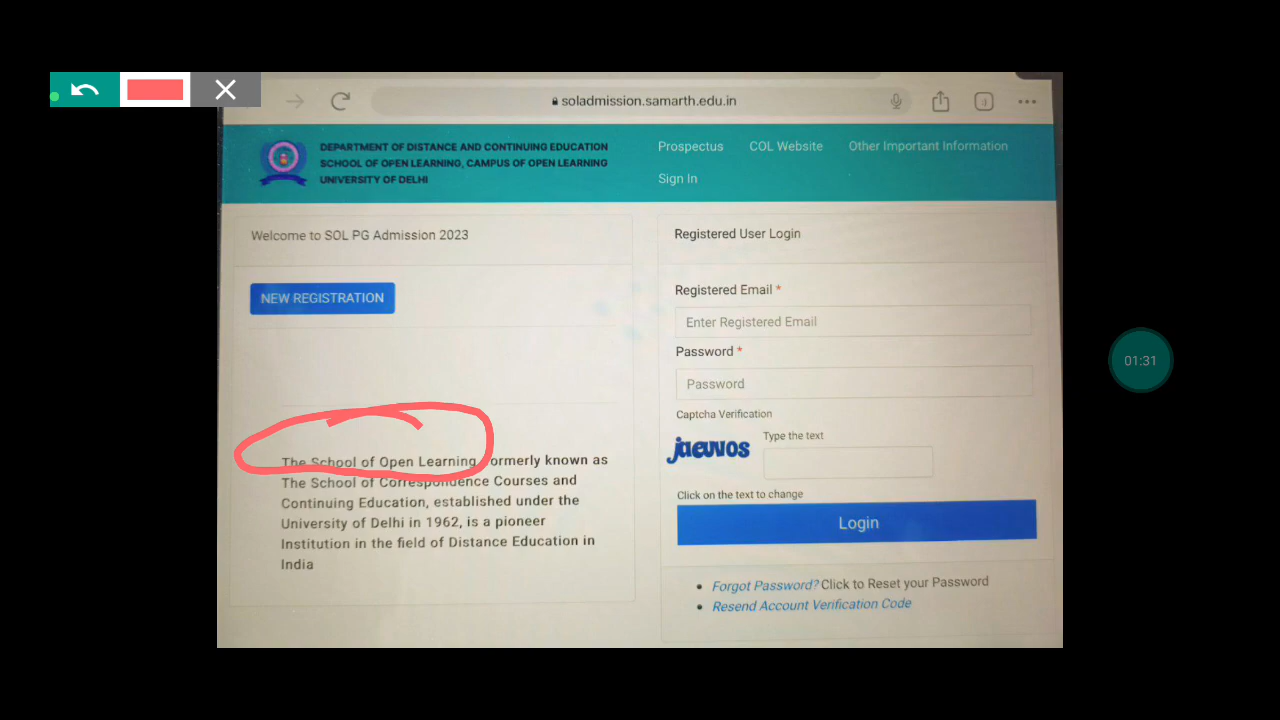 soladmission.samarth.edu.in
DEPARTMENT OF DISTANCE AND CONTINUING EDUCATION
SCHOOL OF OPEN LEARNING, CAMPUS OF OPEN LEARNING
UNIVERSITY OF DELHI
Prospectus COL Website Other Important Information
Sign In
Welcome to SOL PG Admission 2023
NEW REGISTRATION
The School of Open Learning, formerly known as
The School of Correspondence Courses and
Continuing Education, established under the
University of Delhi in 1962, is a pioneer
Institution in the field of Distance Education in
India
Registered User Login
Registered Email *
Enter Registered Email
Password *
Password
Captcha Verification
Type the text
Click on the text to change
Login
Forgot Password? Click to Reset your Password
Resend Account Verification Code
01:31